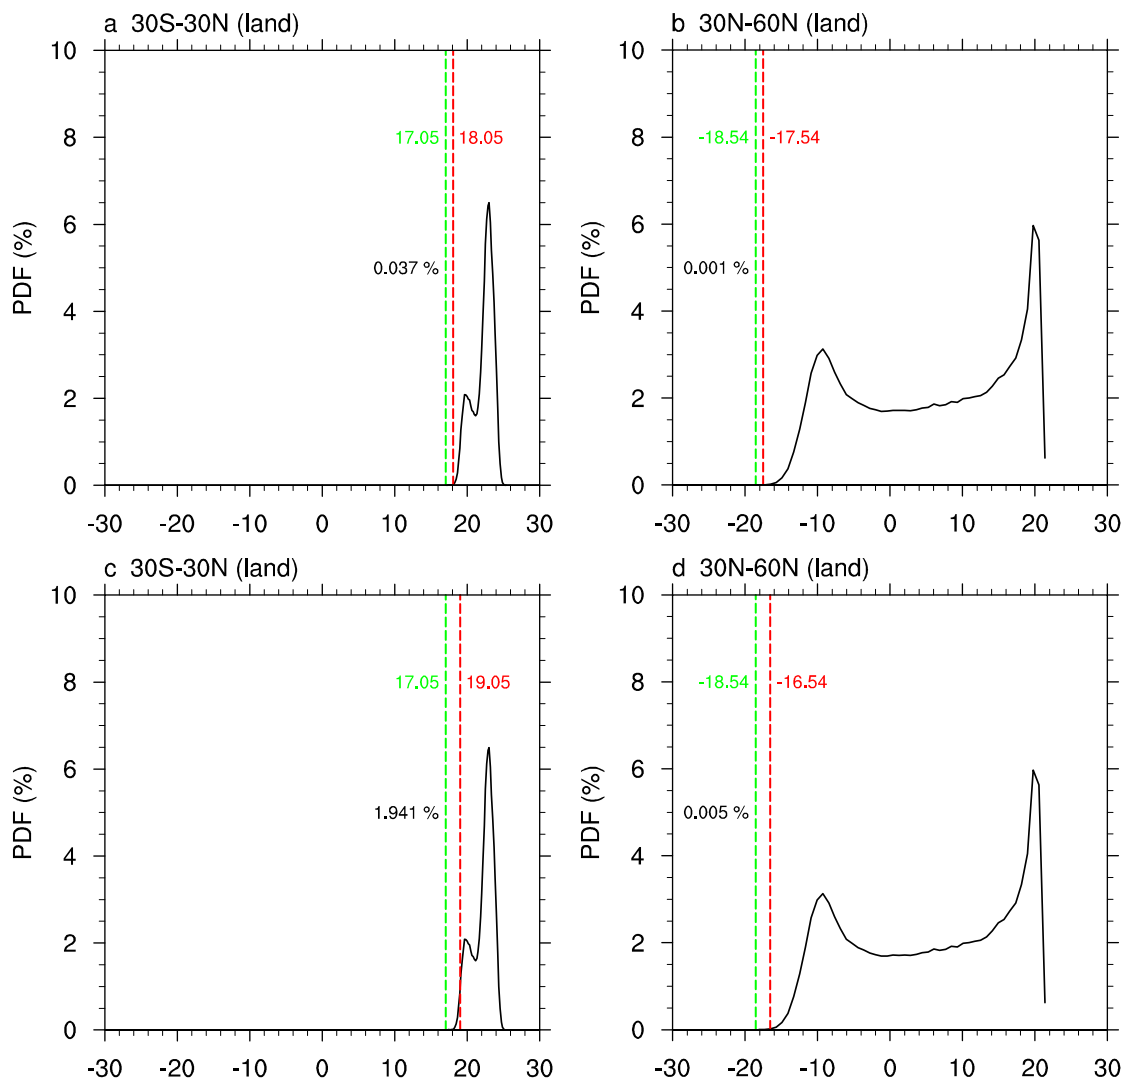 a 30S-30N (land)
PDF (%)
10
8
6
4
2
0
17.05 18.05
0.037 %
-30 -20 -10 0 10 20 30
b 30N-60N (land)
PDF (%)
10
8
6
4
2
0
-18.54 -17.54
0.001 %
-30 -20 -10 0 10 20 30
c 30S-30N (land)
PDF (%)
10
8
6
4
2
0
17.05 19.05
1.941 %
-30 -20 -10 0 10 20 30
d 30N-60N (land)
PDF (%)
10
8
6
4
2
0
-18.54 -16.54
0.005 %
-30 -20 -10 0 10 20 30